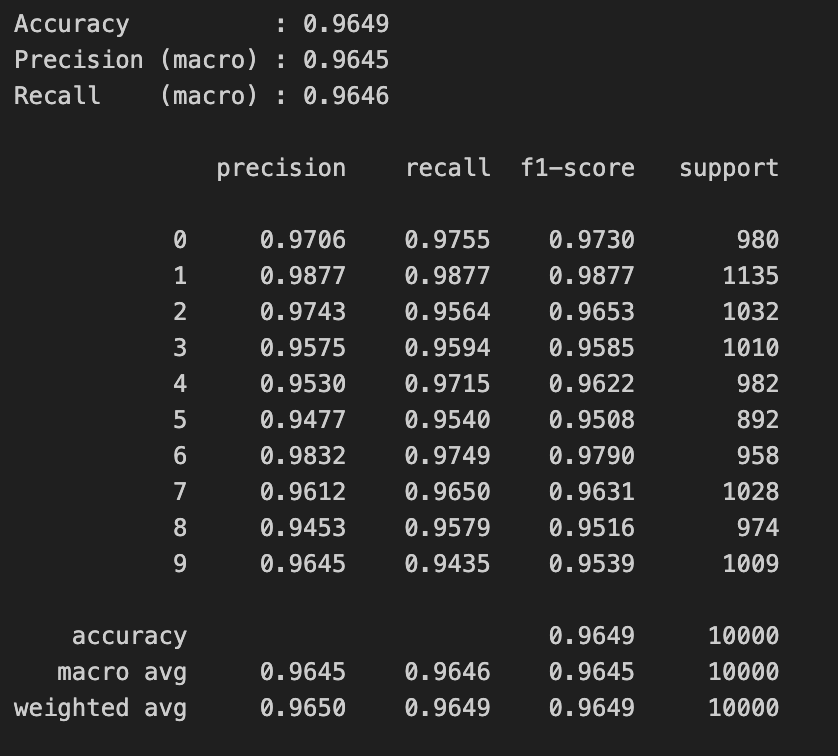 Accuracy          : 0.9649
Precision (macro) : 0.9645
Recall    (macro) : 0.9646

              precision    recall  f1-score   support

           0     0.9706    0.9755    0.9730       980
           1     0.9877    0.9877    0.9877      1135
           2     0.9743    0.9564    0.9653      1032
           3     0.9575    0.9594    0.9585      1010
           4     0.9530    0.9715    0.9622       982
           5     0.9477    0.9540    0.9508       892
           6     0.9832    0.9749    0.9790       958
           7     0.9612    0.9650    0.9631      1028
           8     0.9453    0.9579    0.9516       974
           9     0.9645    0.9435    0.9539      1009

    accuracy                         0.9649     10000
   macro avg     0.9645    0.9646    0.9645     10000
weighted avg     0.9650    0.9649    0.9649     10000